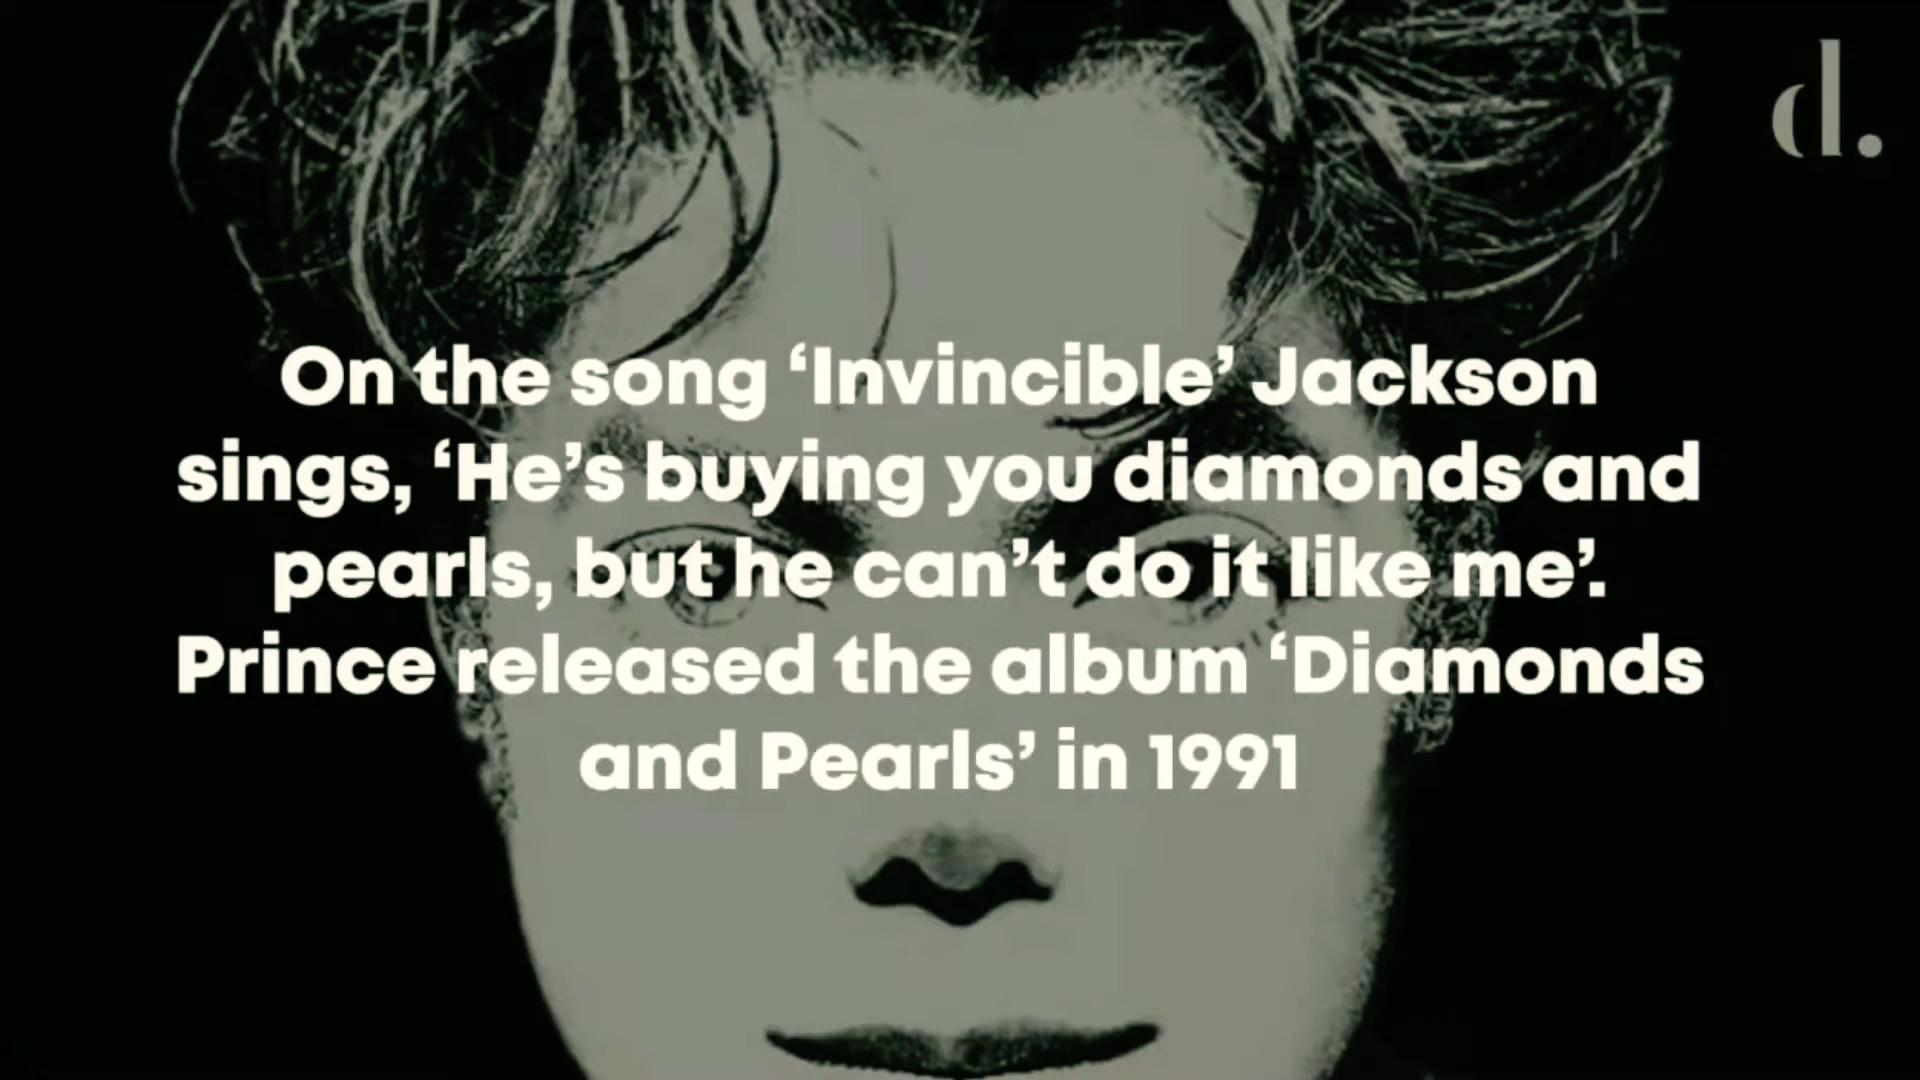 d.
On the song ‘Invincible’ Jackson
sings, ‘He’s buying you diamonds and
pearls, but he can’t do it like me’.
Prince released the album ‘Diamonds
and Pearls’ in 1991